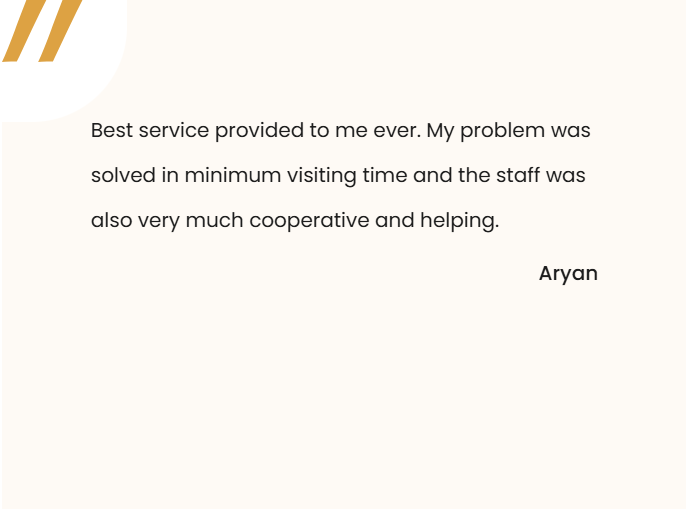 Best service provided to me ever. My problem was
solved in minimum visiting time and the staff was
also very much cooperative and helping.
Aryan